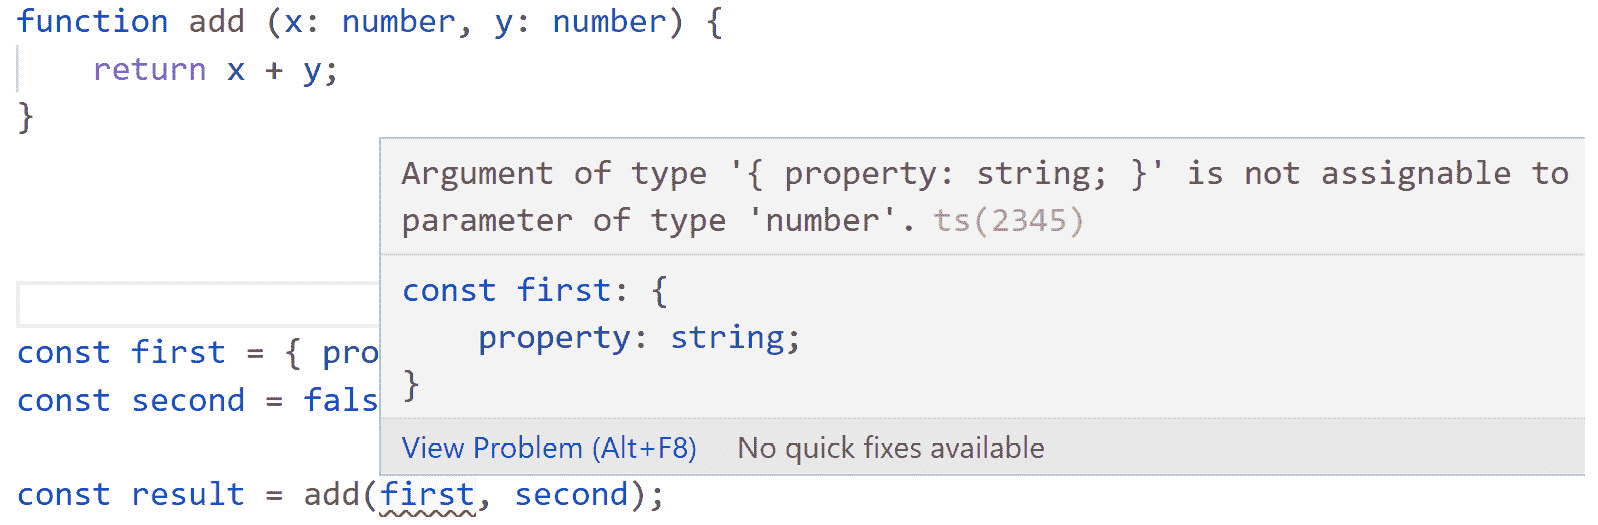 function add (x: number, y: number) {
    return x + y;
}
Argument of type '{ property: string; }' is not assignable to
parameter of type 'number'. ts(2345)
const first: {
    property: string;
}
View Problem (Alt+F8) No quick fixes available
const first = { pro
const second = fals
const result = add(first, second);